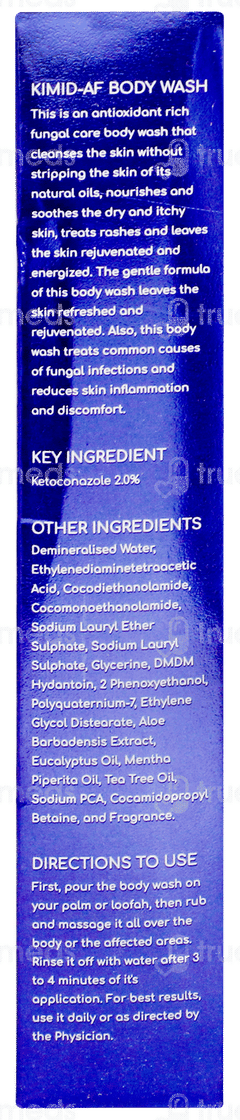 KIMID-AF BODY WASH
This is an antioxidant rich
fungal care body wash that
cleanses the skin without
stripping the skin of its
natural oils, nourishes and
soothes the dry and itchy
skin, treats rashes and leaves
the skin rejuvenated and
energized. The gentle formula
of this body wash leaves the
skin refreshed and
rejuvenated. Also, this body
wash treats common causes
of fungal infections and
reduces skin inflammation
and discomfort.
KEY INGREDIENT
Ketoconazole 2.0%
OTHER INGREDIENTS
Demineralised Water,
Ethylenediaminetetraacetic
Acid, Cocodiethanolamide,
Cocomonoethanolamide,
Sodium Lauryl Ether
Sulphate, Sodium Lauryl
Sulphate, Glycerine, DMDM
Hydantoin, 2 Phenoxyethanol,
Polyquaternium-7, Ethylene
Glycol Distearate, Aloe
Barbadensis Extract,
Eucalyptus Oil, Mentha
Piperita Oil, Tea Tree Oil,
Sodium PCA, Cocamidopropyl
Betaine, and Fragrance.
DIRECTIONS TO USE
First, pour the body wash on
your palm or loofah, then rub
and massage it all over the
body or the affected areas.
Rinse it off with water after 3
to 4 minutes of it's
application. For best results,
use it daily or as directed by
the Physician.